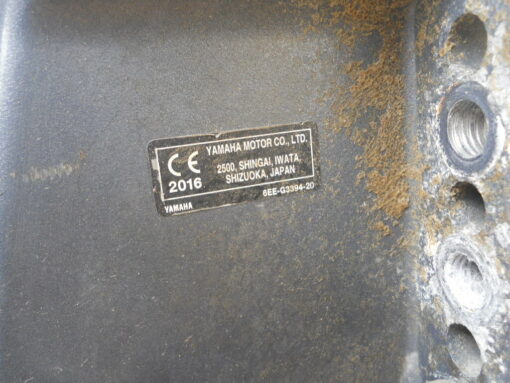 YAMAHA MOTOR CO., LTD.
CE
2500, SHINGAI, IWATA,
2016
SHIZUOKA, JAPAN
YAMAHA
6EE-G3394-20